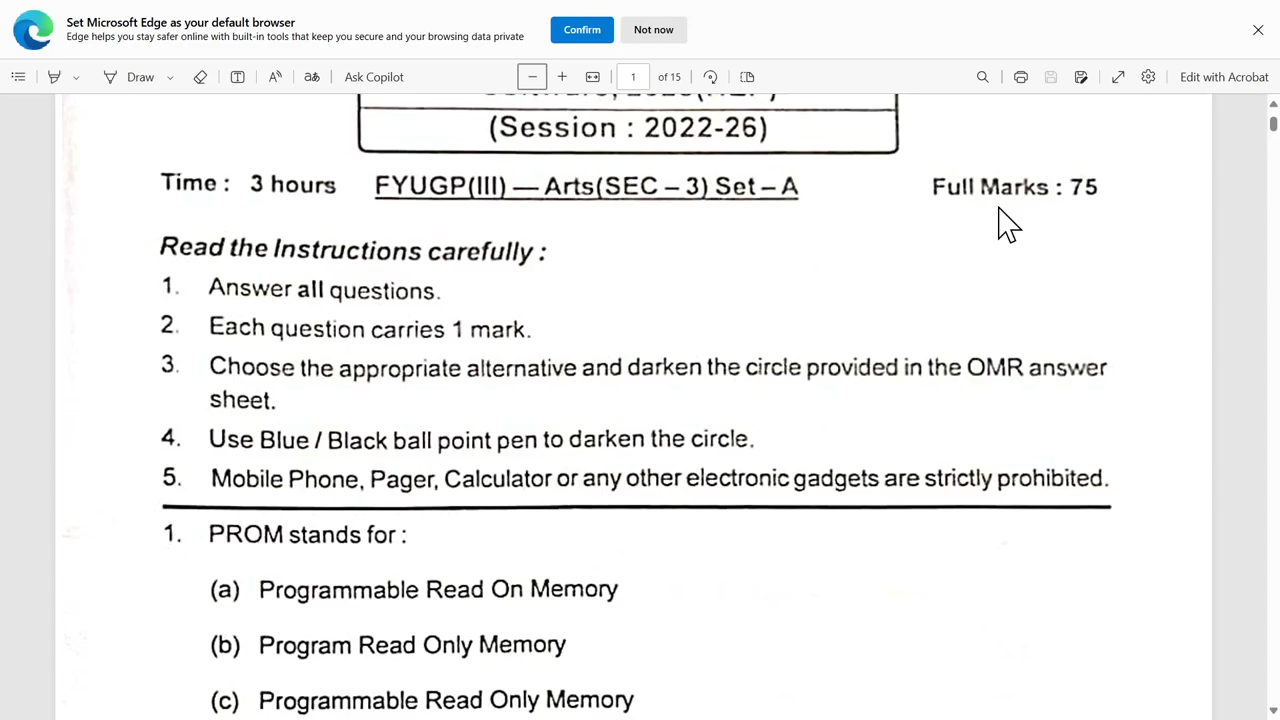 Set Microsoft Edge as your default browser
Edge helps you stay safer online with built-in tools that keep you secure and your browsing data private
Confirm
Not now
Draw
Ask Copilot
1
of 15
Edit with Acrobat
(Session : 2022-26)
Time : 3 hours FYUGP(III) — Arts(SEC – 3) Set – A Full Marks : 75
Read the Instructions carefully :
1. Answer all questions.
2. Each question carries 1 mark.
3. Choose the appropriate alternative and darken the circle provided in the OMR answer
sheet.
4. Use Blue / Black ball point pen to darken the circle.
5. Mobile Phone, Pager, Calculator or any other electronic gadgets are strictly prohibited.
1. PROM stands for :
(a) Programmable Read On Memory
(b) Program Read Only Memory
(c) Programmable Read Only Memory